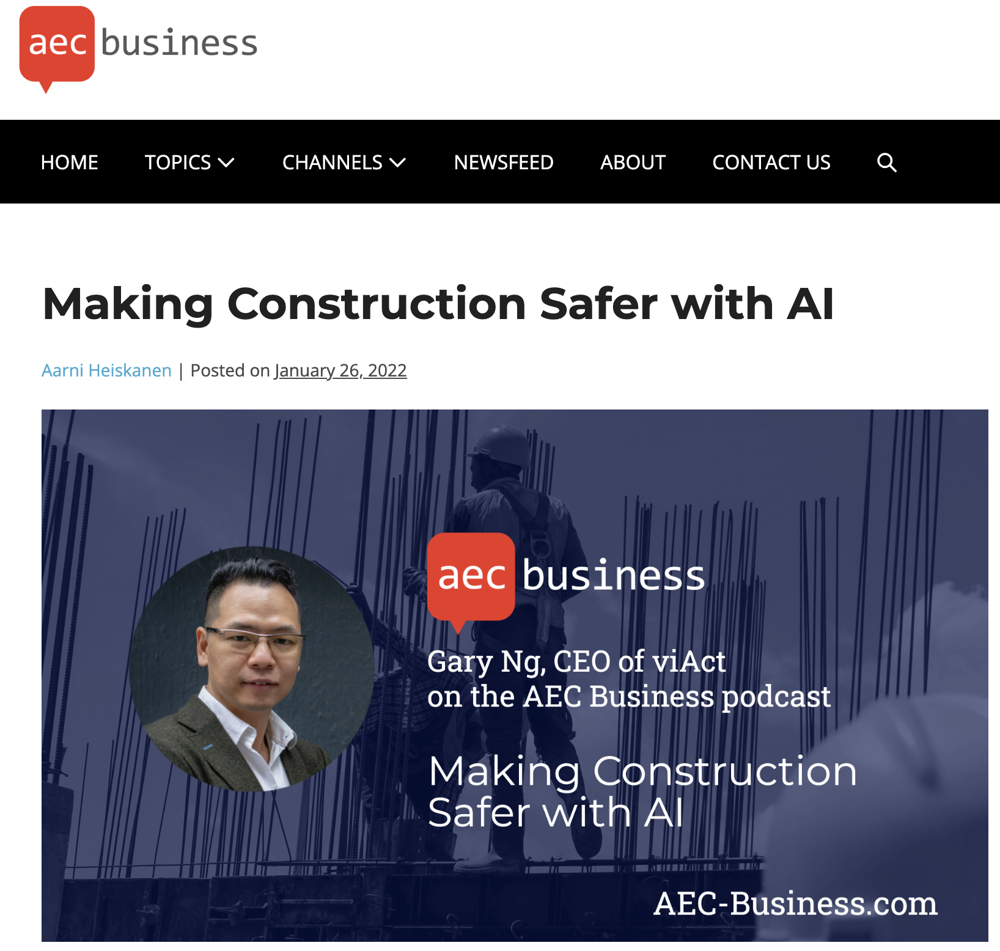 aec business
HOME TOPICS CHANNELS NEWSFEED ABOUT CONTACT US
Making Construction Safer with AI
Aarni Heiskanen | Posted on January 26, 2022
aec business
Gary Ng, CEO of viAct
on the AEC Business podcast
Making Construction
Safer with AI
AEC-Business.com